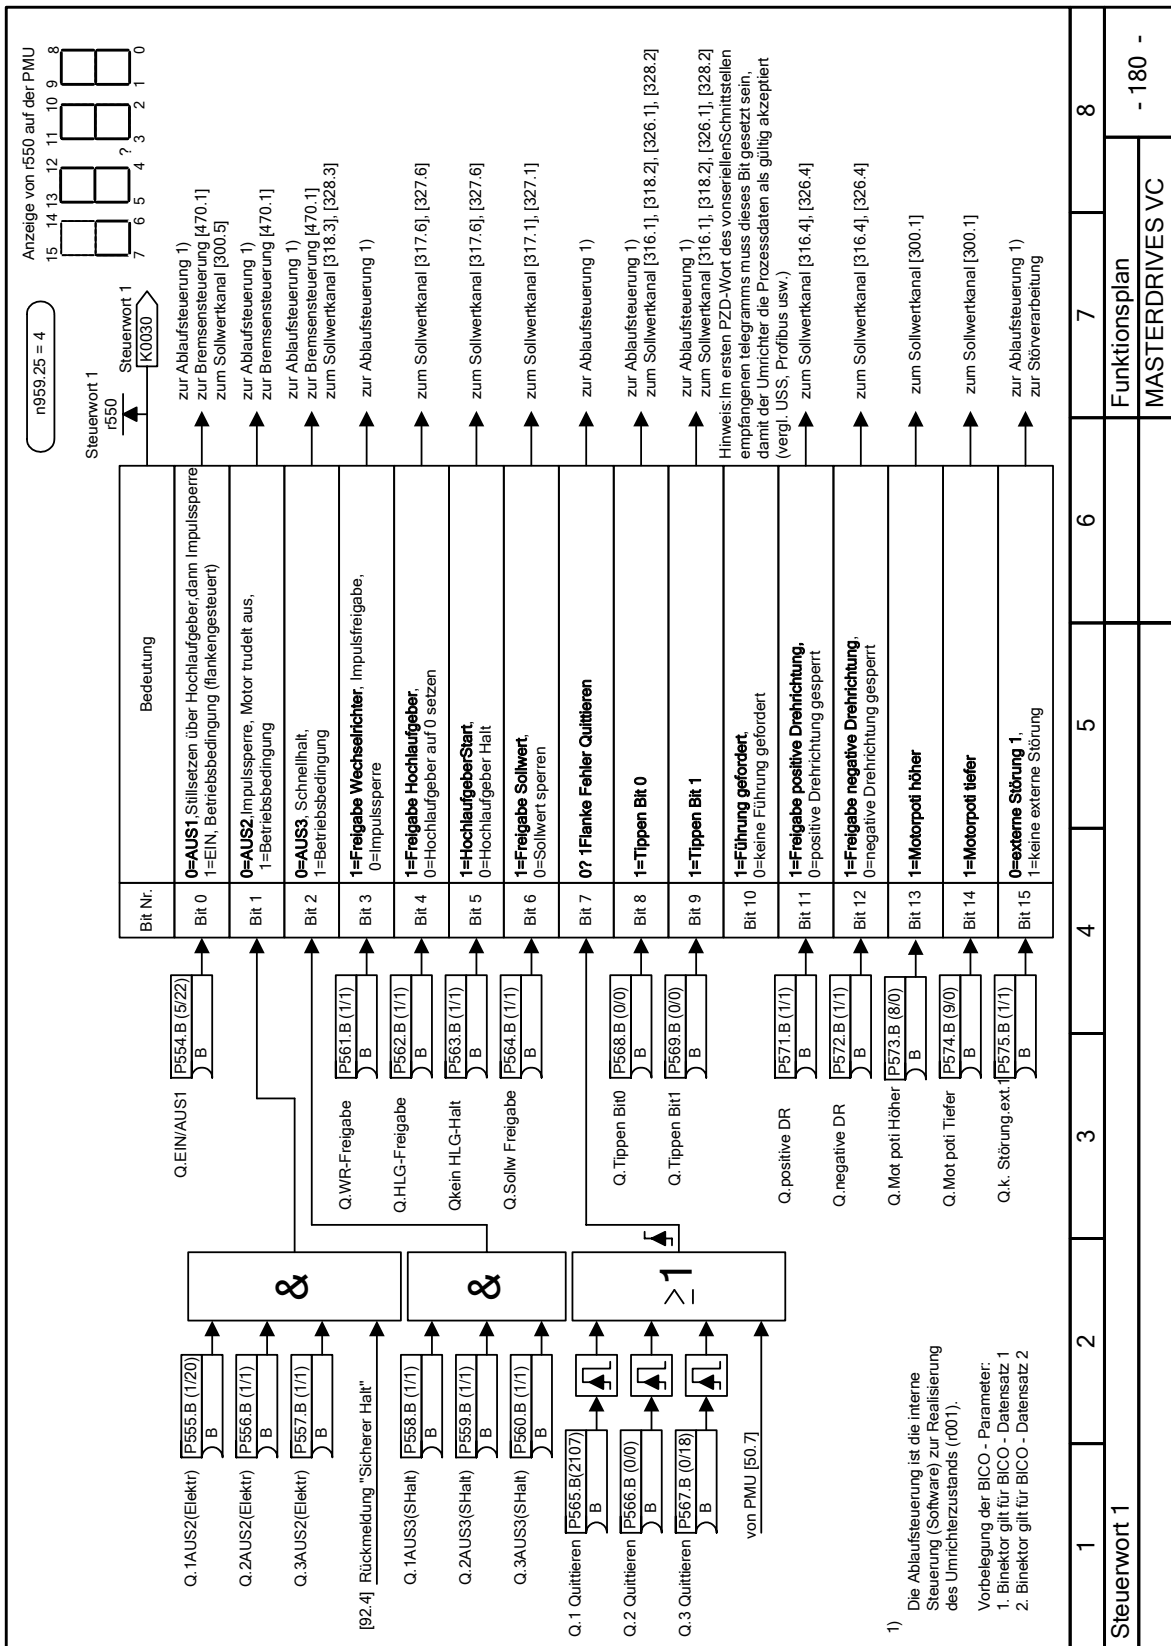 n959.25 = 4
Anzeige von r550 auf der PMU
15 14 13 12 11 10 9 8
7 6 5 4 ? 3 2 1 0
Steuerwort 1
r550
Steuerwort 1
K0030
Bit Nr.
Bedeutung
Q.EIN/AUS1
P554.B (5/22)
B
Bit 0
0=AUS1,Stillsetzen über Hochlaufgeber,dann Impulssperre
1=EIN, Betriebsbedingung (flankengesteuert)
zur Ablaufsteuerung 1)
zur Bremsensteuerung [470.1]
zum Sollwertkanal [300.5]
Q.1AUS2(Elektr)
P555.B (1/20)
B
Q.2AUS2(Elektr)
P556.B (1/1)
B
Q.3AUS2(Elektr)
P557.B (1/1)
B
[92.4] Rückmeldung "Sicherer Halt"
&
Bit 1
0=AUS2,Impulssperre, Motor trudelt aus,
1=Betriebsbedingung
zur Ablaufsteuerung 1)
zur Bremsensteuerung [470.1]
Q.1AUS3(SHalt)
P558.B (1/1)
B
Q.2AUS3(SHalt)
P559.B (1/1)
B
Q.3AUS3(SHalt)
P560.B (1/1)
B
&
Bit 2
0=AUS3, Schnellhalt,
1=Betriebsbedingung
zur Ablaufsteuerung 1)
zur Bremsensteuerung [470.1]
zum Sollwertkanal [318.3], [328.3]
Q.WR-Freigabe
P561.B (1/1)
B
Bit 3
1=Freigabe Wechselrichter, Impulsfreigabe,
0=Impulssperre
zur Ablaufsteuerung 1)
Q.HLG-Freigabe
P562.B (1/1)
B
Bit 4
1=Freigabe Hochlaufgeber,
0=Hochlaufgeber auf 0 setzen
zum Sollwertkanal [317.6], [327.6]
Qkein HLG-Halt
P563.B (1/1)
B
Bit 5
1=HochlaufgeberStart,
0=Hochlaufgeber Halt
zum Sollwertkanal [317.6], [327.6]
Q.Sollw Freigabe
P564.B (1/1)
B
Bit 6
1=Freigabe Sollwert,
0=Sollwert sperren
zum Sollwertkanal [317.1], [327.1]
Q.1 Quittieren
P565.B(2107)
B
Q.2 Quittieren
P566.B (0/0)
B
Q.3 Quittieren
P567.B (0/18)
B
von PMU [50.7]
≥1
Bit 7
0? 1Flanke Fehler Quittieren
zur Ablaufsteuerung 1)
Q.Tippen Bit0
P568.B (0/0)
B
Bit 8
1=Tippen Bit 0
zur Ablaufsteuerung 1)
zum Sollwertkanal [316.1], [318.2], [326.1], [328.2]
Q.Tippen Bit1
P569.B (0/0)
B
Bit 9
1=Tippen Bit 1
zur Ablaufsteuerung 1)
zum Sollwertkanal [316.1], [318.2], [326.1], [328.2]
Bit 10
1=Führung gefordert,
0=keine Führung gefordert
Hinweis:Im ersten PZD-Wort des vonseriellenSchnittstellen
empfangenen telegramms muss dieses Bit gesetzt sein,
damit der Umrichter die Prozessdaten als gültig akzeptiert
(vergl. USS, Profibus usw.)
Q.positive DR
P571.B (1/1)
B
Bit 11
1=Freigabe positive Drehrichtung,
0=positive Drehrichtung gesperrt
zum Sollwertkanal [316.4], [326.4]
Q.negative DR
P572.B (1/1)
B
Bit 12
1=Freigabe negative Drehrichtung,
0=negative Drehrichtung gesperrt
zum Sollwertkanal [316.4], [326.4]
Q.Mot poti Höher
P573.B (8/0)
B
Bit 13
1=Motorpoti höher
zum Sollwertkanal [300.1]
Q.Mot poti Tiefer
P574.B (9/0)
B
Bit 14
1=Motorpoti tiefer
zum Sollwertkanal [300.1]
Q.k. Störung.ext.1
P575.B (1/1)
B
Bit 15
0=externe Störung 1,
1=keine externe Störung
zur Ablaufsteuerung 1)
zur Störverarbeitung
1)
Die Ablaufsteuerung ist die interne
Steuerung (Software) zur Realisierung
des Umrichterzustands (r001).
Vorbelegung der BICO - Parameter:
1. Binektor gilt für BICO - Datensatz 1
2. Binektor gilt für BICO - Datensatz 2
1 2 3 4 5 6 7 8
Steuerwort 1
Funktionsplan
MASTERDRIVES VC
- 180 -